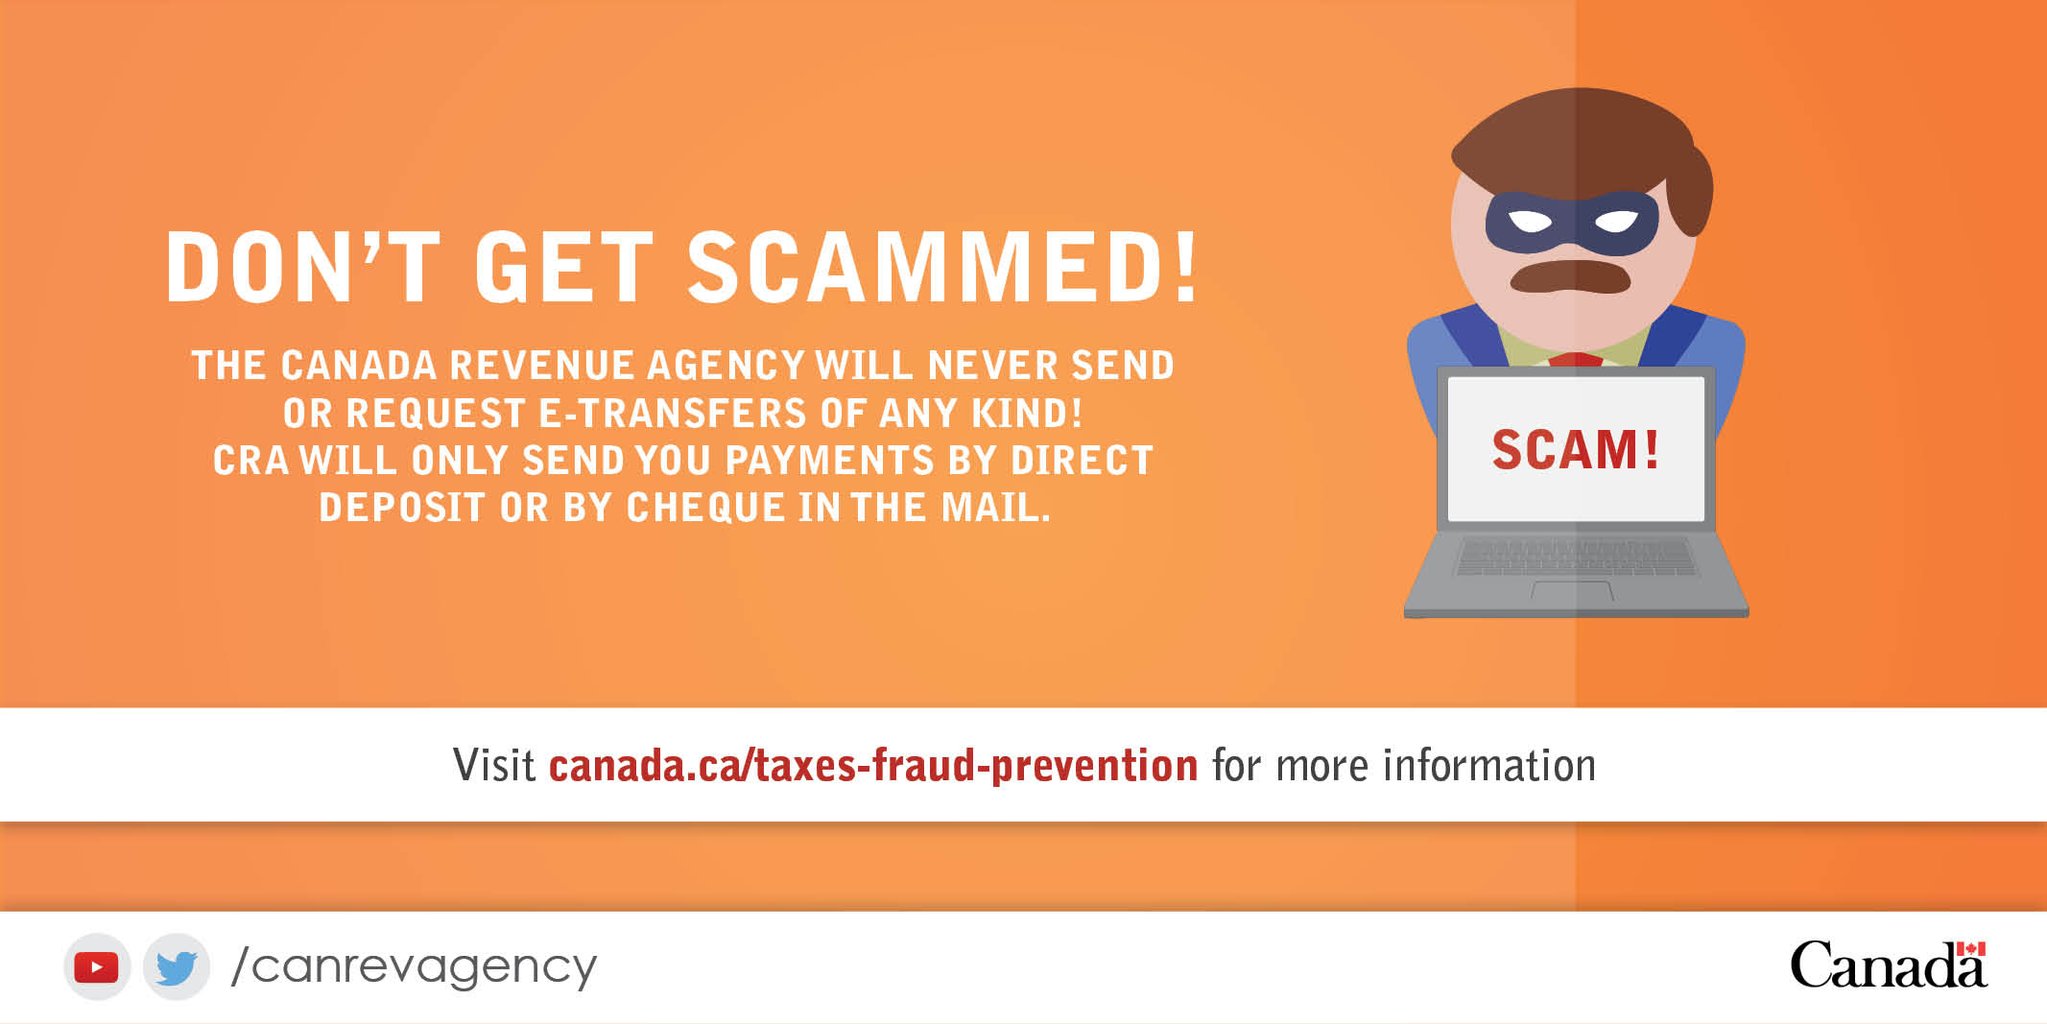 DON'T GET SCAMMED!
THE CANADA REVENUE AGENCY WILL NEVER SEND
OR REQUEST E-TRANSFERS OF ANY KIND!
CRA WILL ONLY SEND YOU PAYMENTS BY DIRECT
DEPOSIT OR BY CHEQUE IN THE MAIL.
SCAM!
Visit canada.ca/taxes-fraud-prevention for more information
/canrevagency
Canada